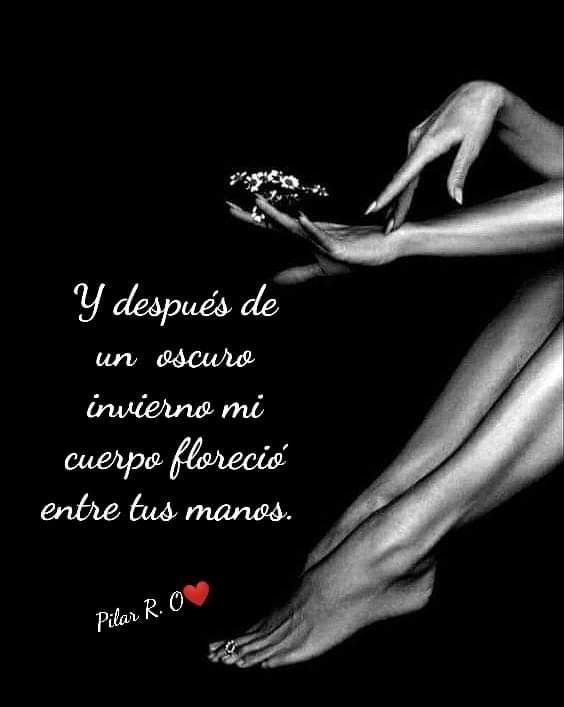 Y después de
un oscuro
invierno mi
cuerpo floreció
entre tus manos.
Pilar R. O❤️